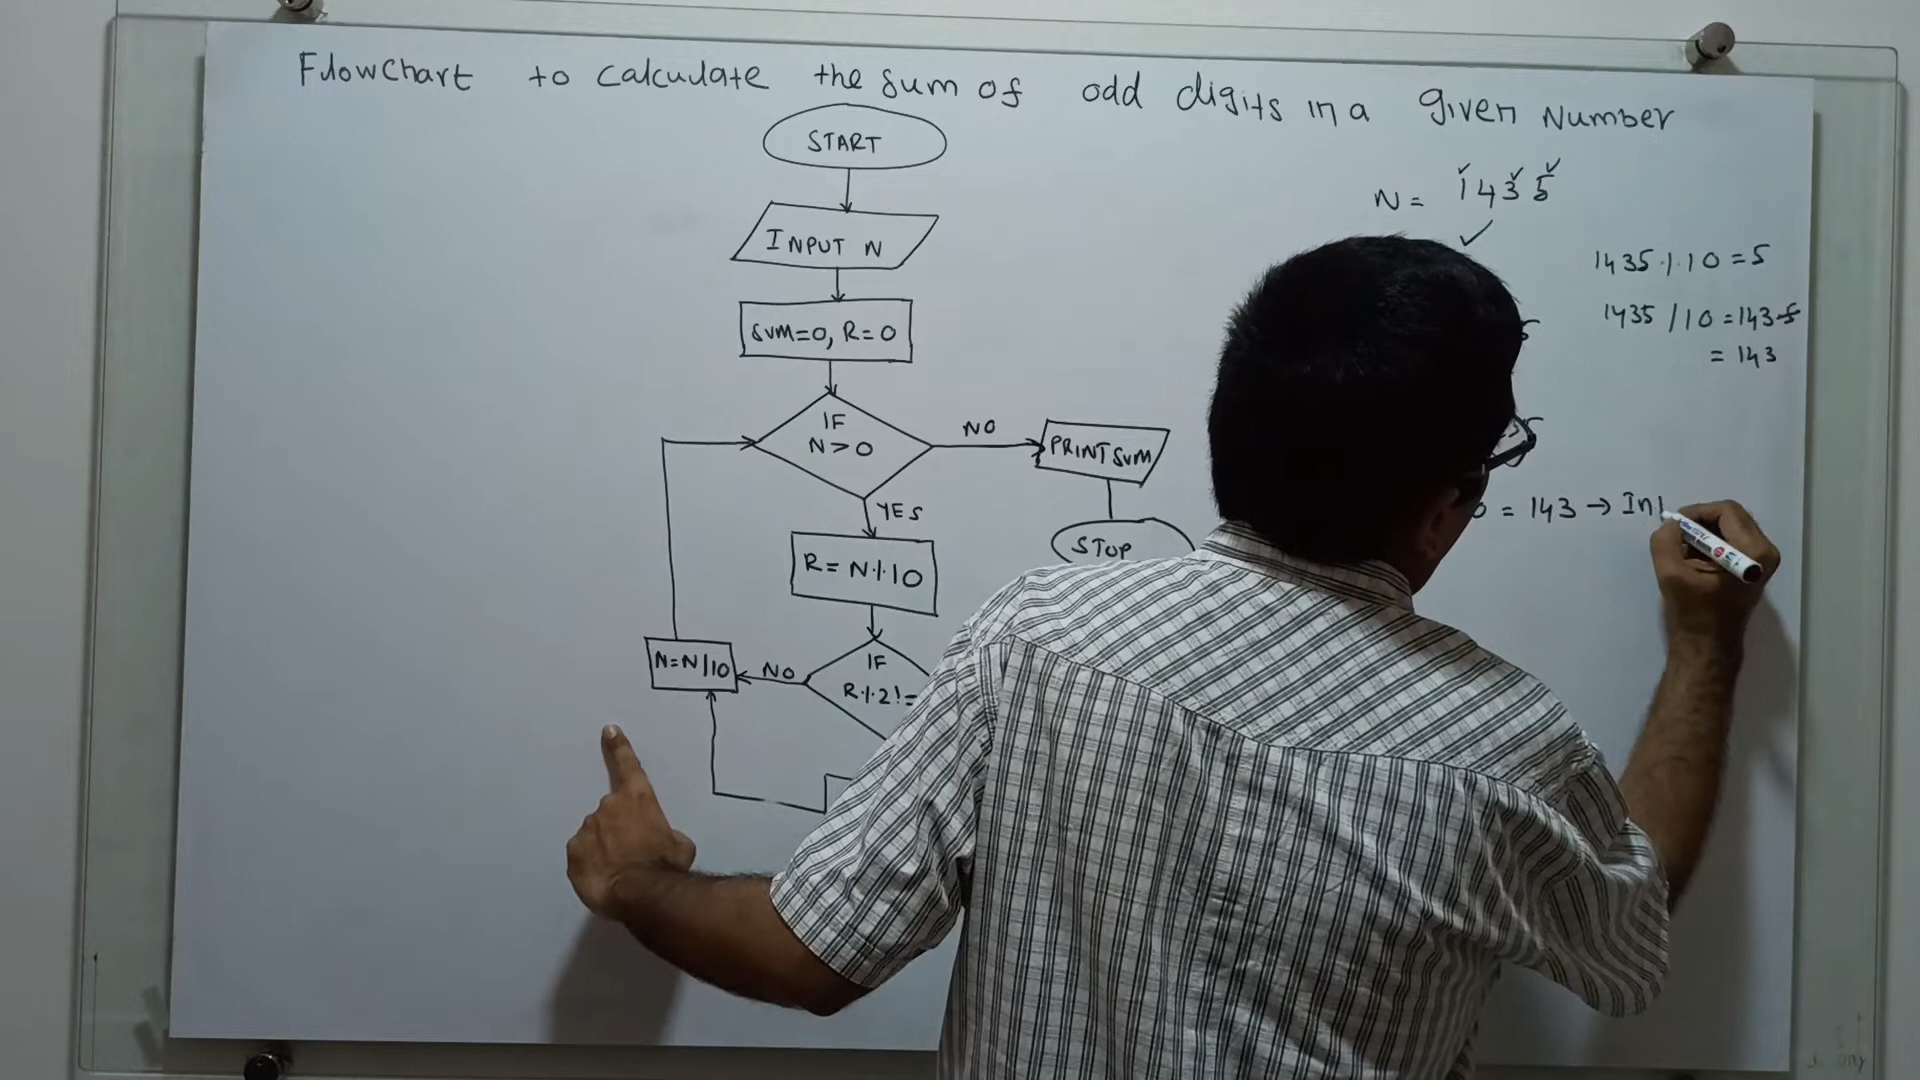 FlowChart to calculate the sum of odd digits in a given Number
START
INPUT N
SUM=0, R=0
IF
N>0
NO
PRINT SUM
STOP
YES
R=N%10
IF
R%2!=
NO
N=N/10
N= 1435
1435%10=5
1435/10=143.5
=143
0 = 143 → Int